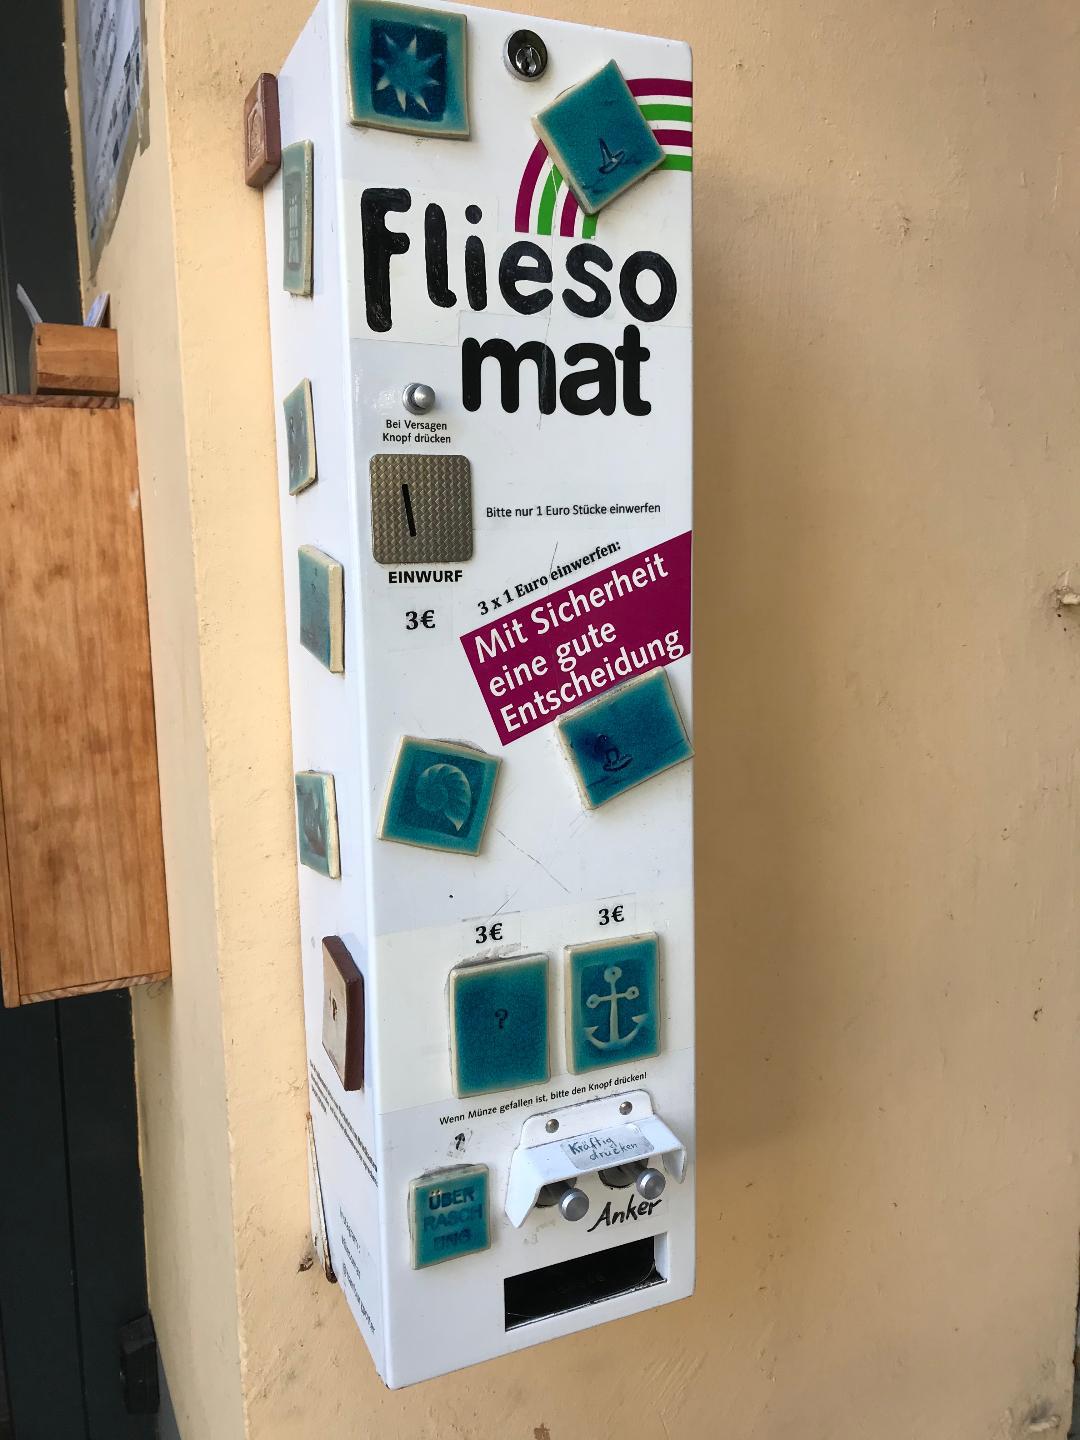 Flieso
mat
Bei Versagen
Knopf drücken
Bitte nur 1 Euro Stücke einwerfen
EINWURF
3€
3 x 1 Euro einwerfen:
Mit Sicherheit
eine gute
Entscheidung
3€
3€
?
Wenn Münze gefallen ist, bitte den Knopf drücken!
Kräftig
drücken
ÜBER
RASCH
UNG
Anker